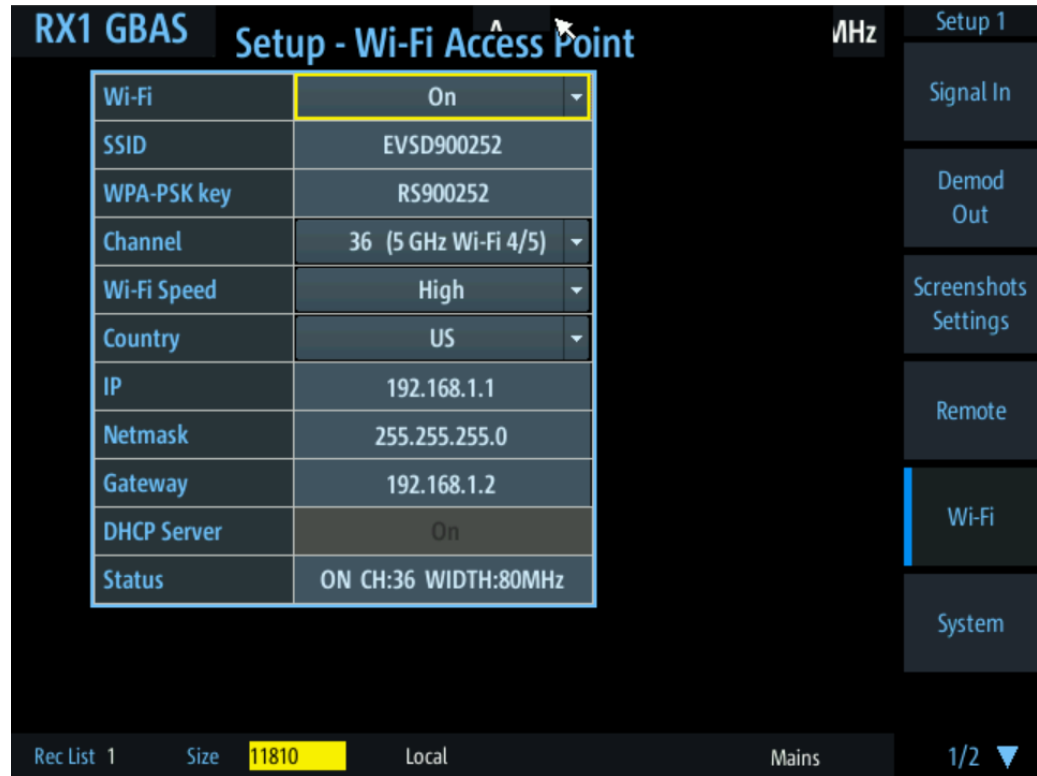 RX1 GBAS
Setup - Wi-Fi Access Point
MHz
Setup 1
Wi-Fi On
SSID EVSD900252
WPA-PSK key RS900252
Channel 36 (5 GHz Wi-Fi 4/5)
Wi-Fi Speed High
Country US
IP 192.168.1.1
Netmask 255.255.255.0
Gateway 192.168.1.2
DHCP Server On
Status ON CH:36 WIDTH:80MHz
Signal In
Demod
Out
Screenshots
Settings
Remote
Wi-Fi
System
Rec List 1 Size 11810 Local Mains 1/2